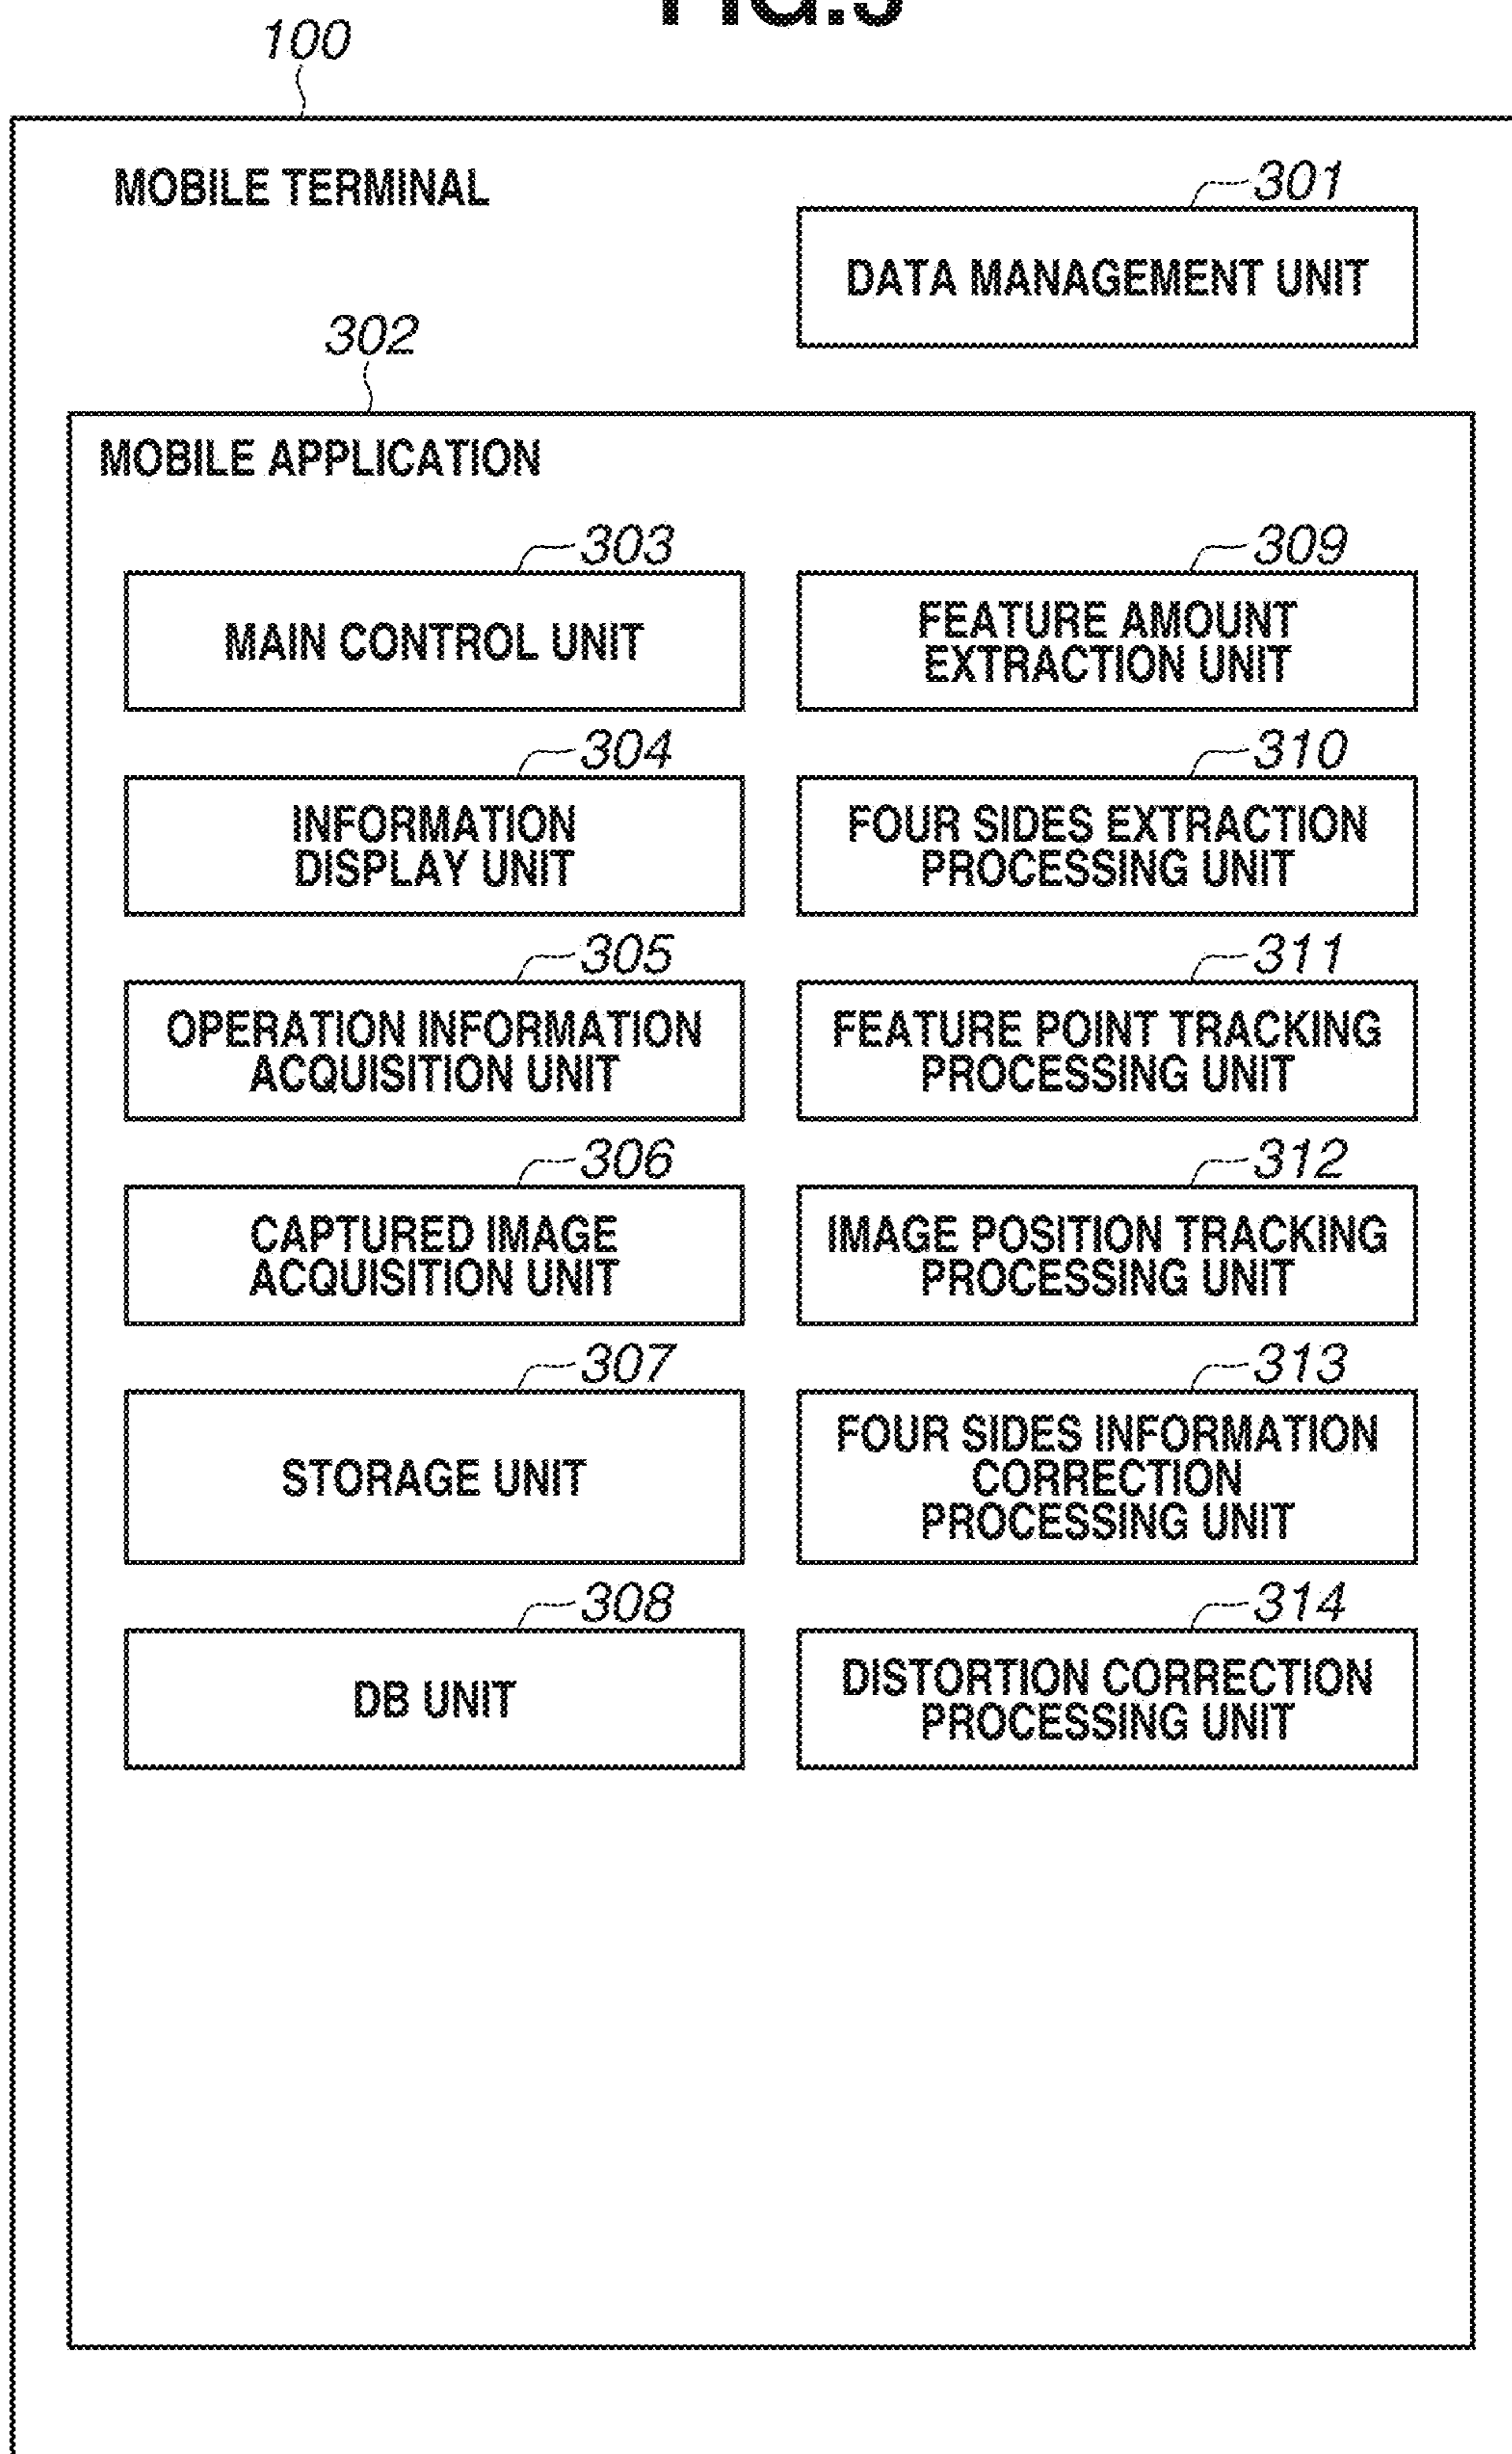 100
MOBILE TERMINAL
301
DATA MANAGEMENT UNIT
302
MOBILE APPLICATION
303
MAIN CONTROL UNIT
304
INFORMATION
DISPLAY UNIT
305
OPERATION INFORMATION
ACQUISITION UNIT
306
CAPTURED IMAGE
ACQUISITION UNIT
307
STORAGE UNIT
308
DB UNIT
309
FEATURE AMOUNT
EXTRACTION UNIT
310
FOUR SIDES EXTRACTION
PROCESSING UNIT
311
FEATURE POINT TRACKING
PROCESSING UNIT
312
IMAGE POSITION TRACKING
PROCESSING UNIT
313
FOUR SIDES INFORMATION
CORRECTION
PROCESSING UNIT
314
DISTORTION CORRECTION
PROCESSING UNIT